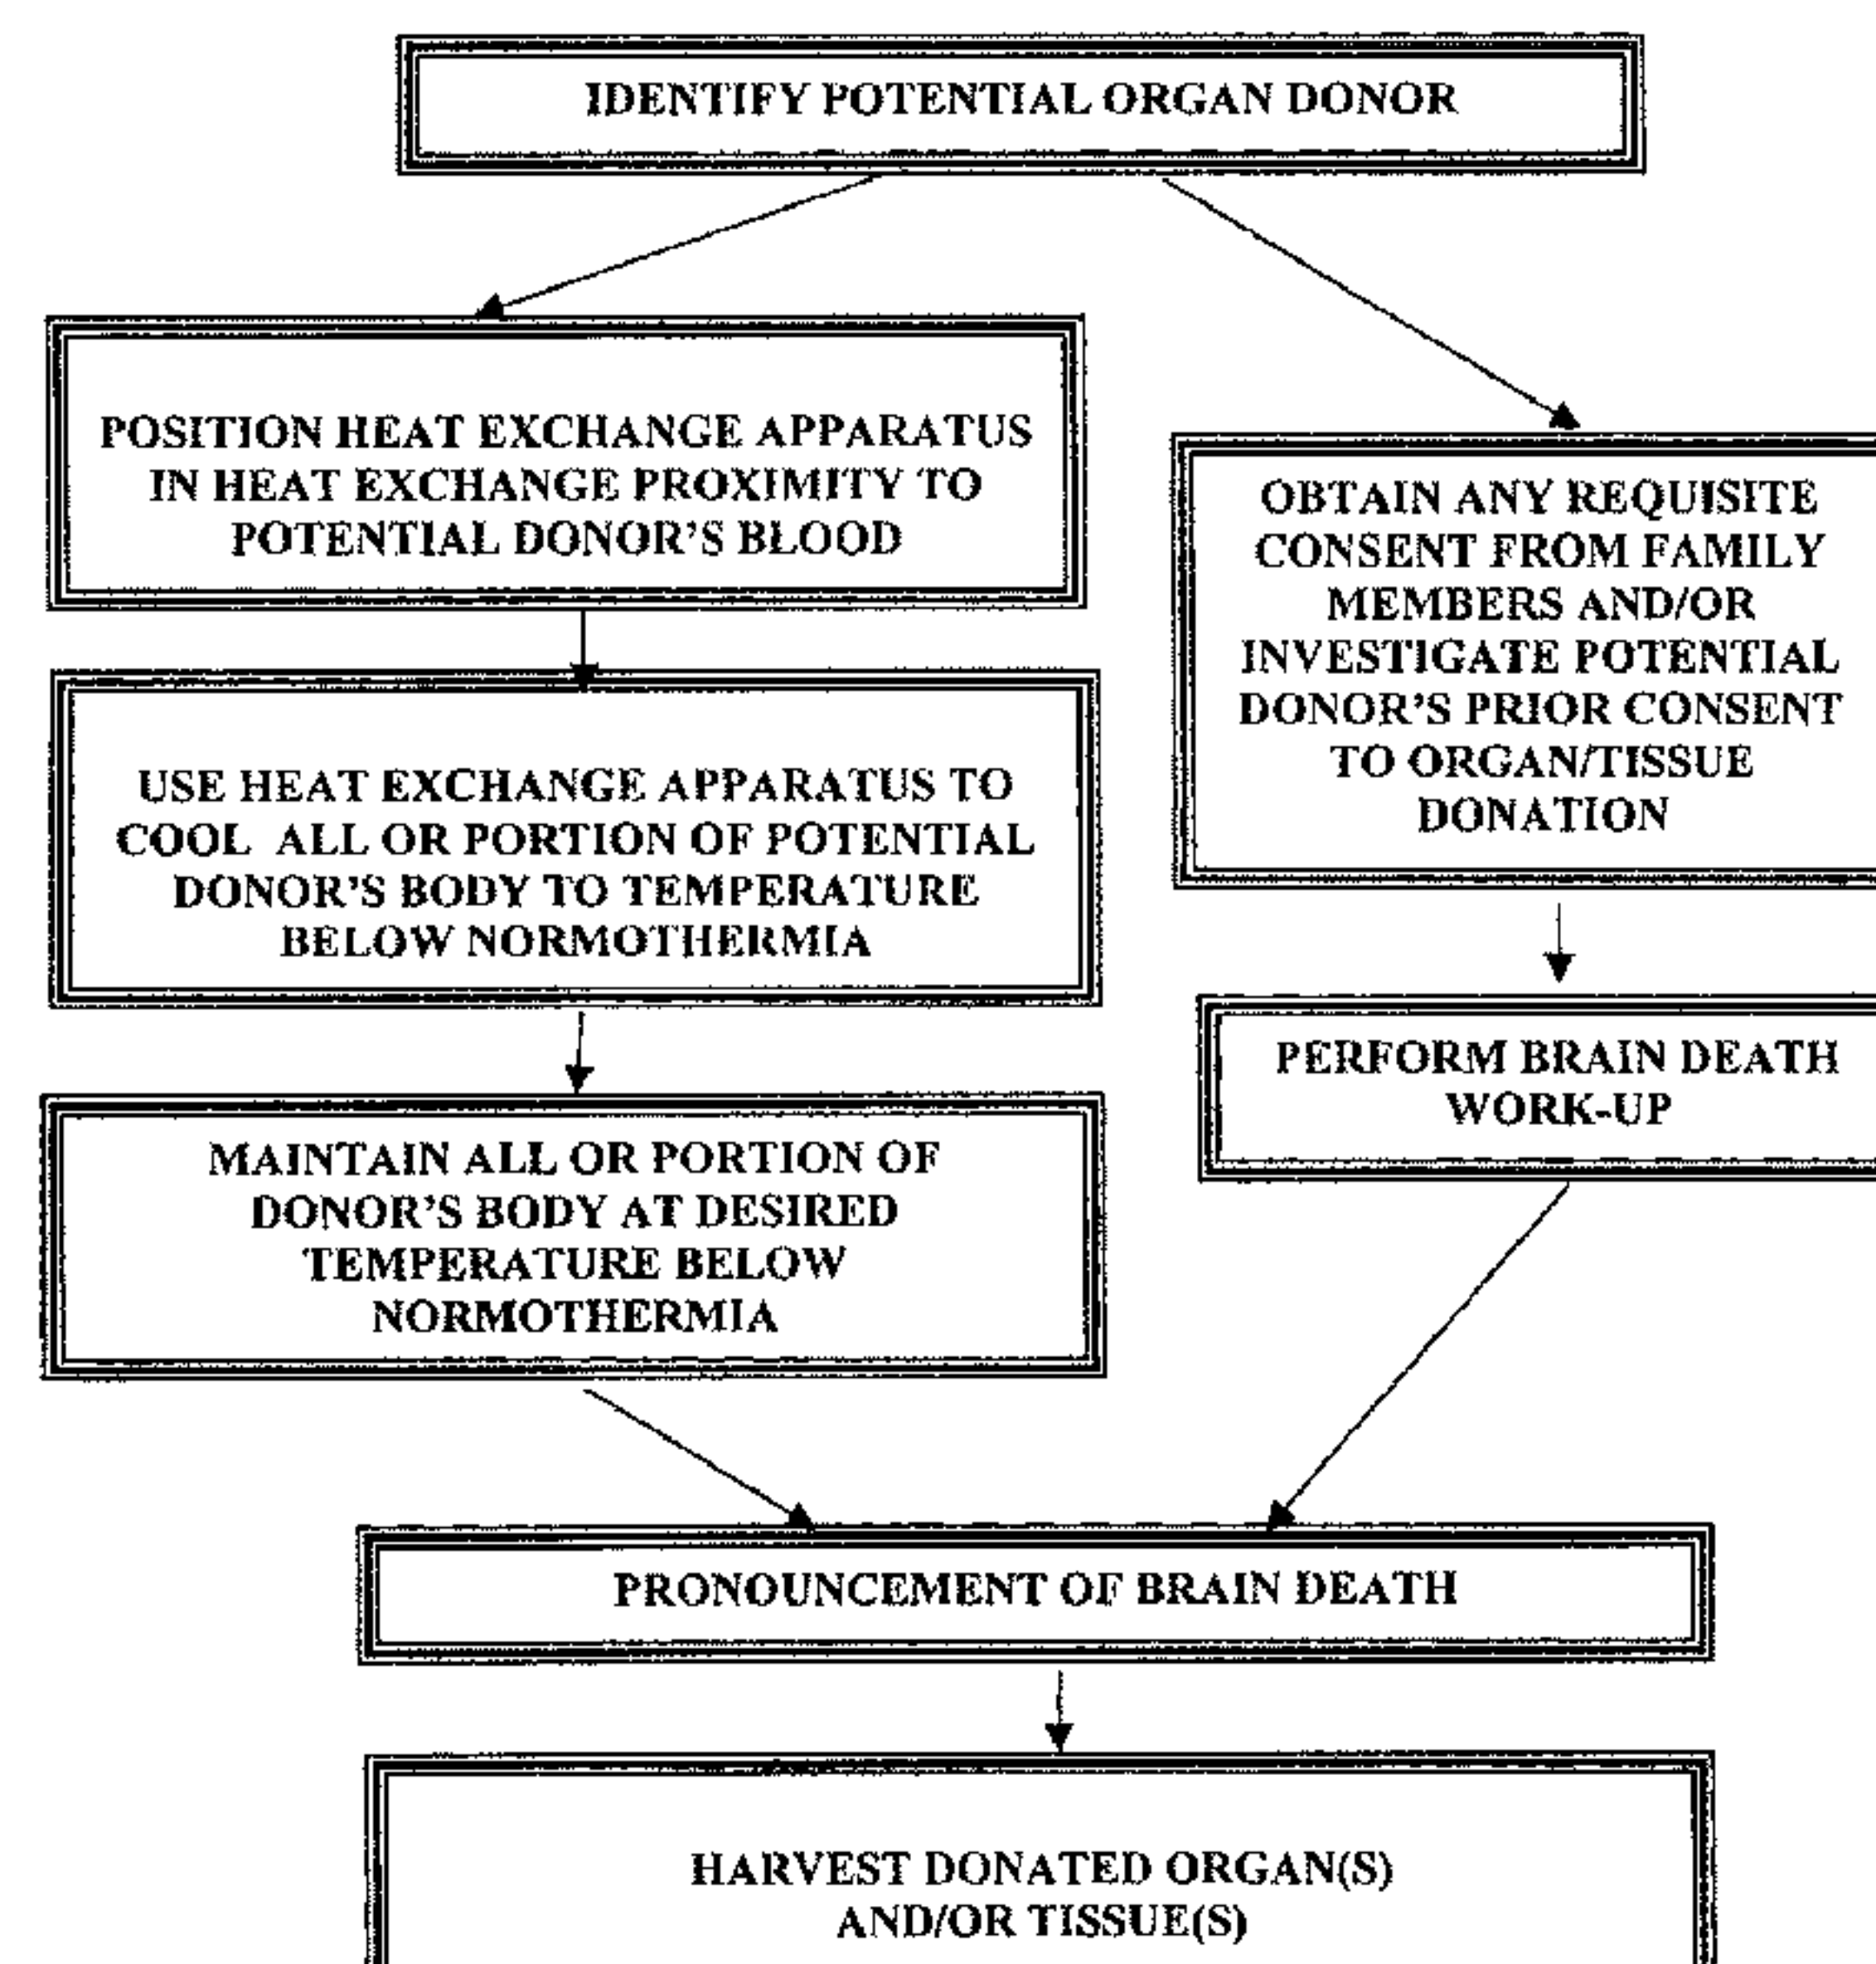 IDENTIFY POTENTIAL ORGAN DONOR
POSITION HEAT EXCHANGE APPARATUS
IN HEAT EXCHANGE PROXIMITY TO
POTENTIAL DONOR'S BLOOD
OBTAIN ANY REQUISITE
CONSENT FROM FAMILY
MEMBERS AND/OR
INVESTIGATE POTENTIAL
DONOR'S PRIOR CONSENT
TO ORGAN/TISSUE
DONATION
USE HEAT EXCHANGE APPARATUS TO
COOL ALL OR PORTION OF POTENTIAL
DONOR'S BODY TO TEMPERATURE
BELOW NORMOTHERMIA
PERFORM BRAIN DEATH
WORK-UP
MAINTAIN ALL OR PORTION OF
DONOR'S BODY AT DESIRED
TEMPERATURE BELOW
NORMOTHERMIA
PRONOUNCEMENT OF BRAIN DEATH
HARVEST DONATED ORGAN(S)
AND/OR TISSUE(S)